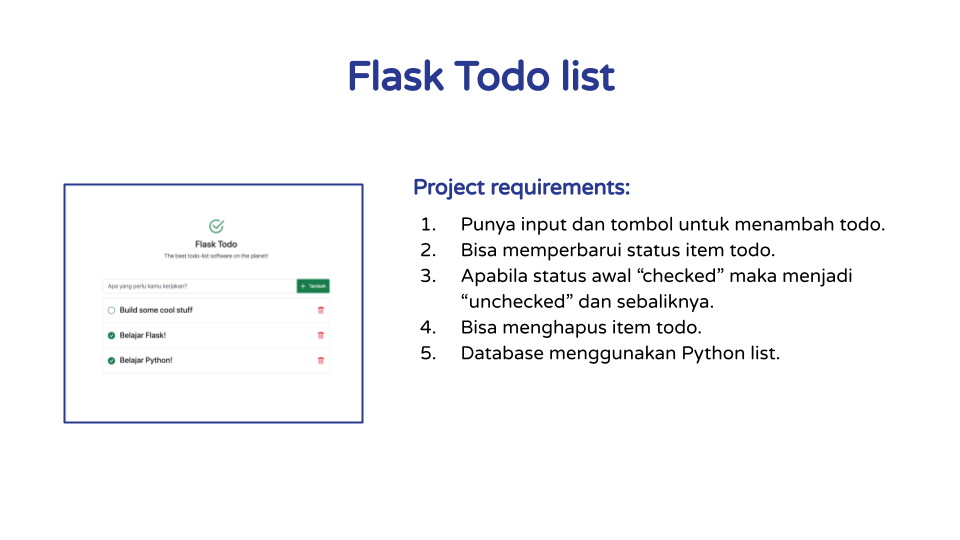 Flask Todo list
Flask Todo
The best todo-list software on the planet!
Apa yang perlu kamu kerjakan?
+ Tambah
Build some cool stuff
Belajar Flask!
Belajar Python!
Project requirements:
1. Punya input dan tombol untuk menambah todo.
2. Bisa memperbarui status item todo.
3. Apabila status awal “checked” maka menjadi
“unchecked” dan sebaliknya.
4. Bisa menghapus item todo.
5. Database menggunakan Python list.